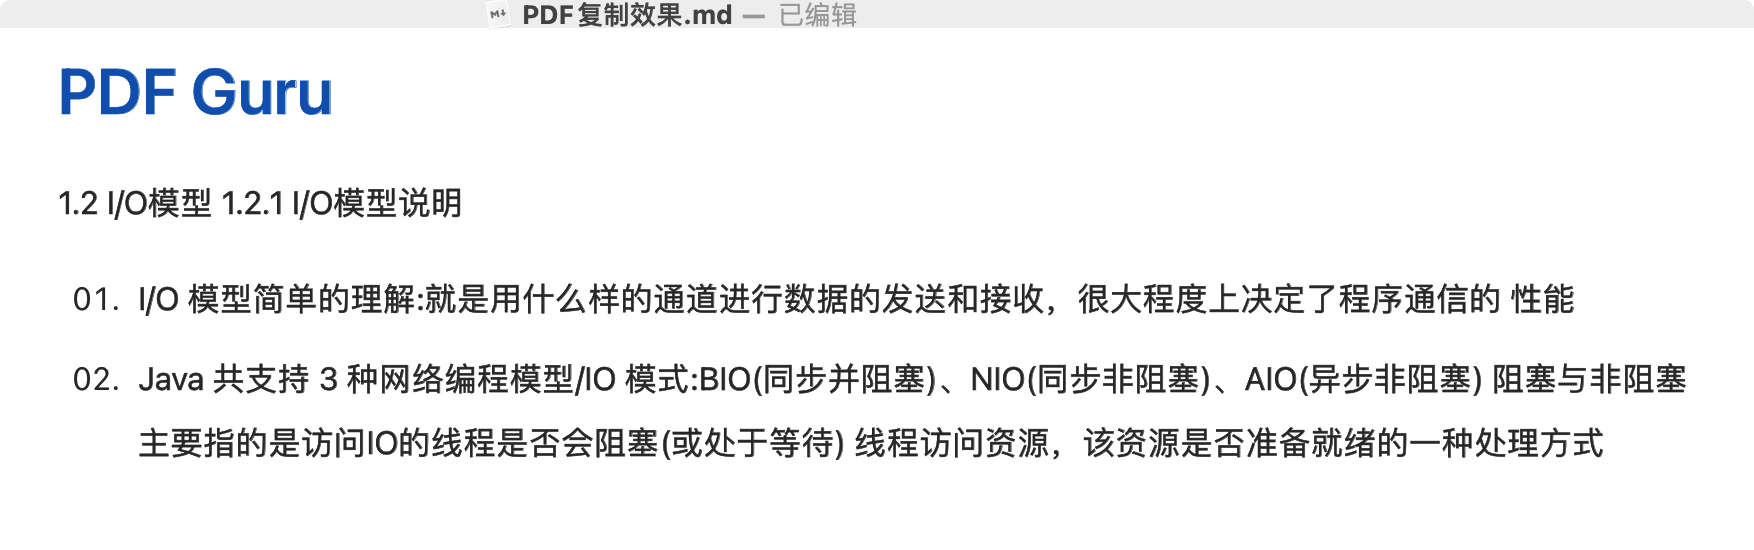 PDF复制效果.md — 已编辑
PDF Guru
1.2 I/O模型 1.2.1 I/O模型说明
01. I/O 模型简单的理解:就是用什么样的通道进行数据的发送和接收，很大程度上决定了程序通信的 性能
02. Java 共支持 3 种网络编程模型/IO 模式:BIO(同步并阻塞)、NIO(同步非阻塞)、AIO(异步非阻塞) 阻塞与非阻塞
主要指的是访问IO的线程是否会阻塞(或处于等待) 线程访问资源，该资源是否准备就绪的一种处理方式